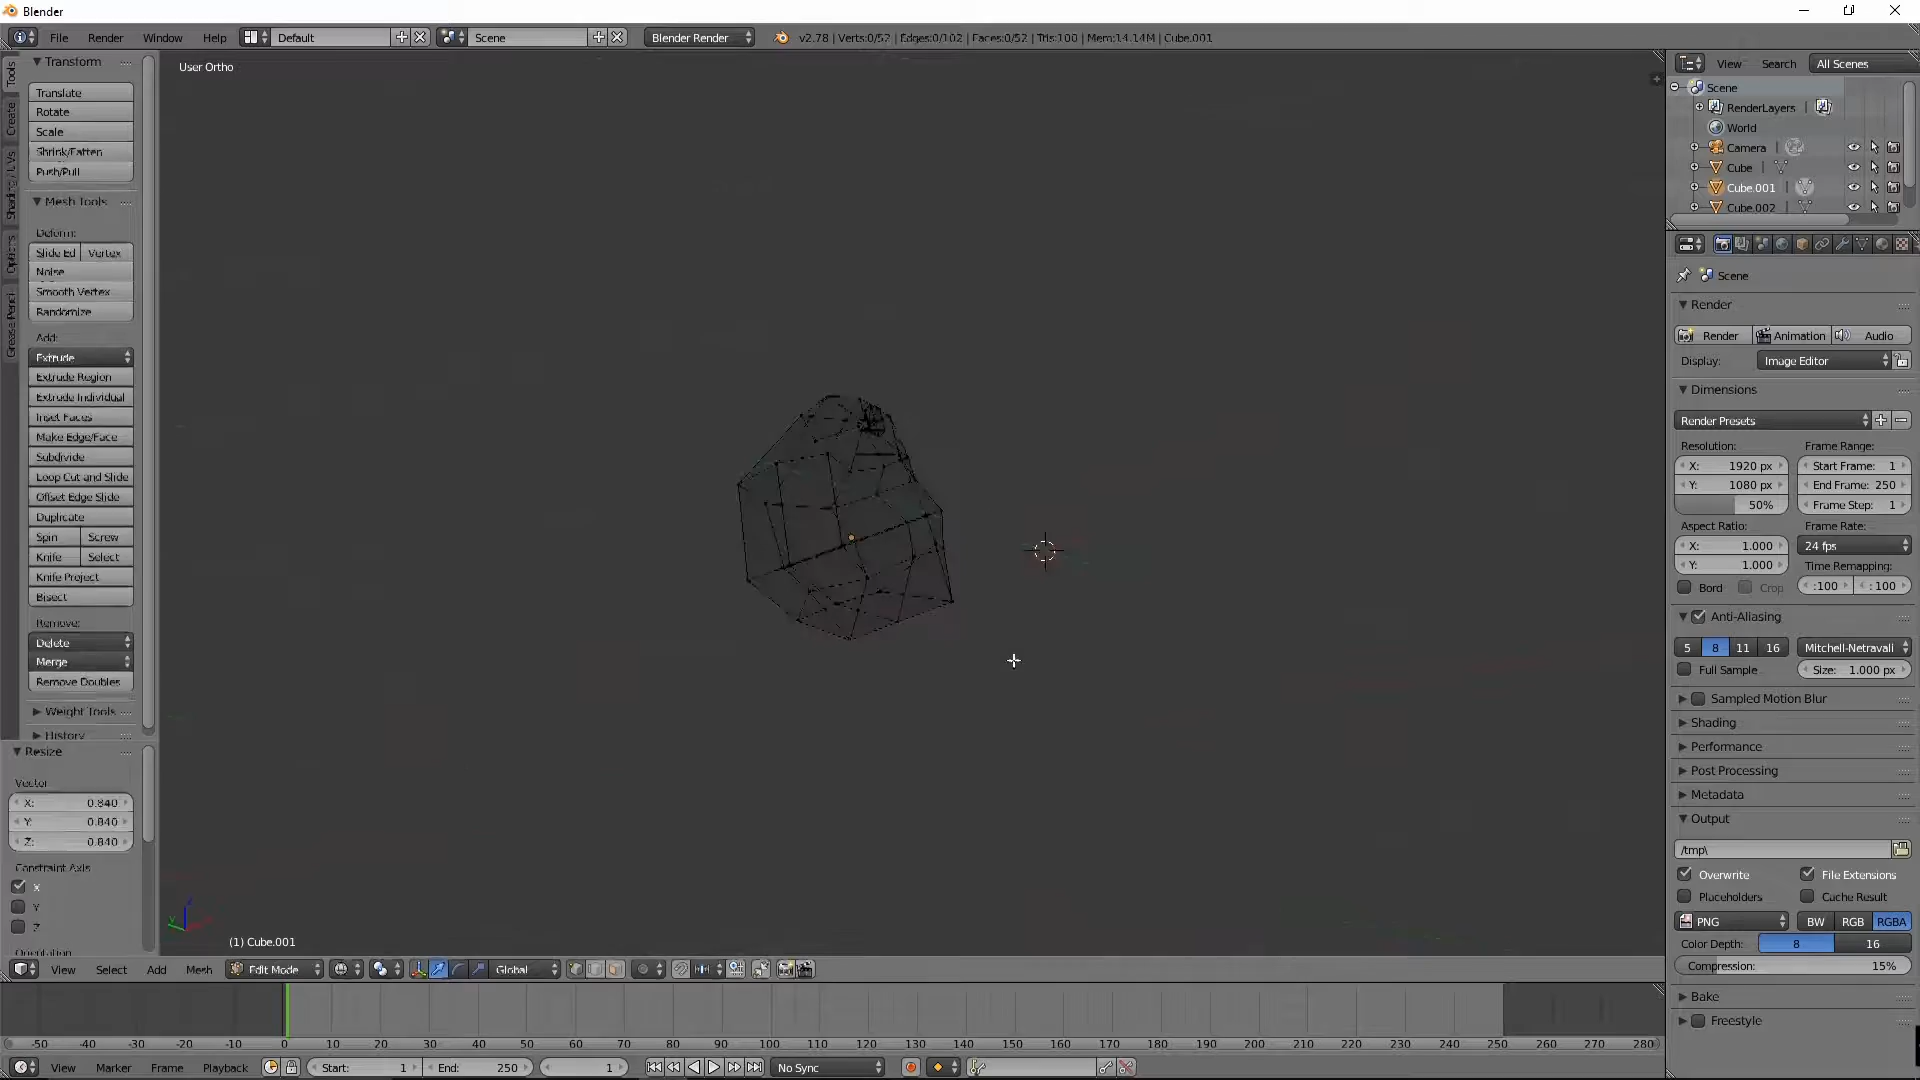 Blender
File Render Window Help Default Scene Blender Render v2.78 | Verts:0/52 | Edges:0/102 | Faces:0/52 | Tris:100 | Mem:14.14M | Cube.001
Tools
Create
Shading / UVs
Options
Grease Pencil
Transform
Translate
Rotate
Scale
Shrink/Fatten
Push/Pull
Mesh Tools
Deform:
Slide Ed Vertex
Noise
Smooth Vertex
Randomize
Add:
Extrude
Extrude Region
Extrude Individual
Inset Faces
Make Edge/Face
Subdivide
Loop Cut and Slide
Offset Edge Slide
Duplicate
Spin Screw
Knife Select
Knife Project
Bisect
Remove:
Delete
Merge
Remove Doubles
Weight Tools
History
Resize
Vector
X: 0.840
Y: 0.840
Z: 0.840
Constraint Axis
X
Y
Z
Orientation
User Ortho
(1) Cube.001
View Select Add Mesh Edit Mode Global
-50 -40 -30 -20 -10 0 10 20 30 40 50 60 70 80 90 100 110 120 130 140 150 160 170 180 190 200 210 220 230 240 250 260 270 280
View Marker Frame Playback Start: 1 End: 250 1 No Sync
View Search All Scenes
Scene
RenderLayers
World
Camera
Cube
Cube.001
Cube.002
Scene
Render
Render Animation Audio
Display: Image Editor
Dimensions
Render Presets
Resolution: Frame Range:
X: 1920 px Start Frame: 1
Y: 1080 px End Frame: 250
50% Frame Step: 1
Aspect Ratio: Frame Rate:
X: 1.000 24 fps
Y: 1.000 Time Remapping:
Bord Crop :100 : 100
Anti-Aliasing
5 8 11 16 Mitchell-Netravali
Full Sample Size: 1.000 px
Sampled Motion Blur
Shading
Performance
Post Processing
Metadata
Output
/tmp\
Overwrite File Extensions
Placeholders Cache Result
PNG BW RGB RGBA
Color Depth: 8 16
Compression: 15%
Bake
Freestyle